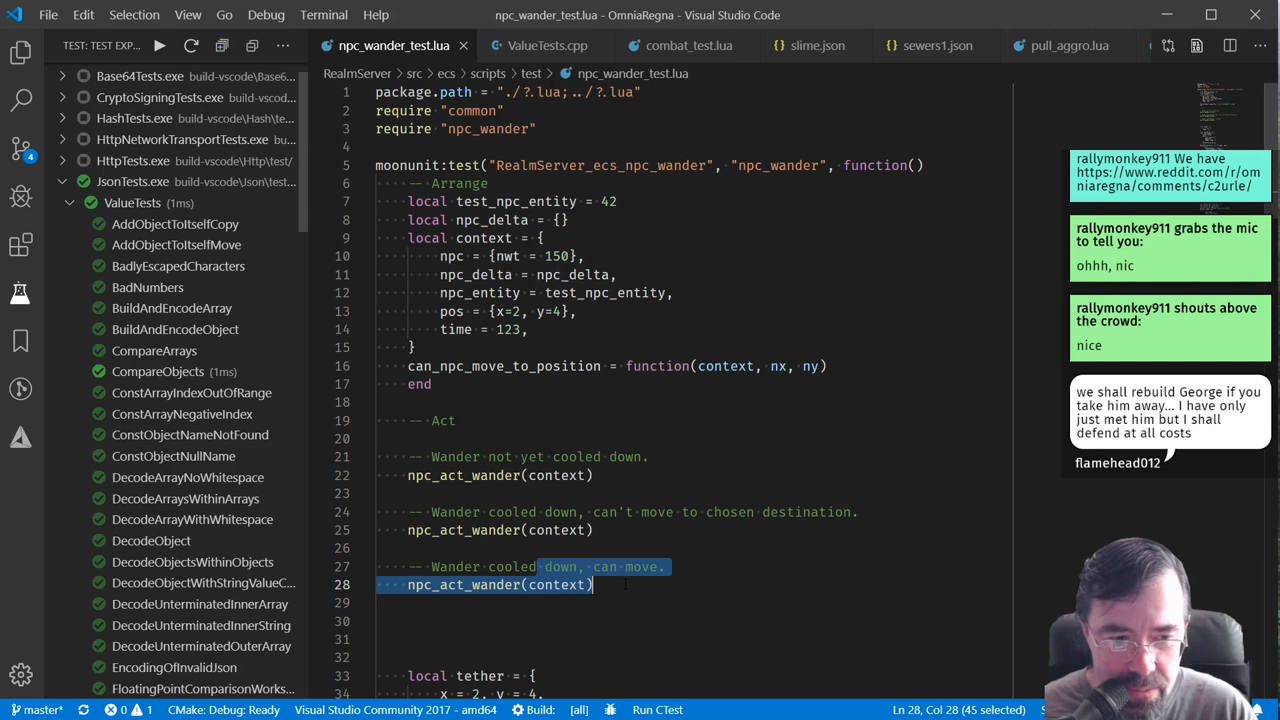 File Edit Selection View Go Debug Terminal Help
npc_wander_test.lua - OmniaRegna - Visual Studio Code
TEST: TEST EXP...
npc_wander_test.lua
ValueTests.cpp
combat_test.lua
slime.json
sewers1.json
pull_aggro.lua
RealmServer > src > ecs > scripts > test > npc_wander_test.lua
Base64Tests.exe build-vscode\Base6...
CryptoSigningTests.exe build-vsco...
HashTests.exe build-vscode\Hash\t...
HttpNetworkTransportTests.exe b...
HttpTests.exe build-vscode\Http\test/
JsonTests.exe build-vscode\Json\test...
ValueTests (1ms)
AddObjectToItselfCopy
AddObjectToItselfMove
BadlyEscapedCharacters
BadNumbers
BuildAndEncodeArray
BuildAndEncodeObject
CompareArrays
CompareObjects (1ms)
ConstArrayIndexOutOfRange
ConstArrayNegativeIndex
ConstObjectNameNotFound
ConstObjectNullName
DecodeArrayNoWhitespace
DecodeArraysWithinArrays
DecodeArrayWithWhitespace
DecodeObject
DecodeObjectsWithinObjects
DecodeObjectWithStringValueC...
DecodeUnterminatedInnerArray
DecodeUnterminatedInnerString
DecodeUnterminatedOuterArray
EncodingOfInvalidJson
FloatingPointComparisonWorks...
4
1 package.path = "./?.lua;../?.lua"
2 require "common"
3 require "npc_wander"
4
5 moonunit:test("RealmServer_ecs_npc_wander", "npc_wander", function()
6 -- Arrange
7 local test_npc_entity = 42
8 local npc_delta = {}
9 local context = {
10 npc = {nwt = 150},
11 npc_delta = npc_delta,
12 npc_entity = test_npc_entity,
13 pos = {x=2, y=4},
14 time = 123,
15 }
16 can_npc_move_to_position = function(context, nx, ny)
17 end
18
19 -- Act
20
21 -- Wander not yet cooled down.
22 npc_act_wander(context)
23
24 -- Wander cooled down, can't move to chosen destination.
25 npc_act_wander(context)
26
27 -- Wander cooled down, can move.
28 npc_act_wander(context)
29
30
31
32
33 local tether = {
34 x = 2, y = 4,
rallymonkey911 We have
https://www.reddit.com/r/om
niaregna/comments/c2urle/
rallymonkey911 grabs the mic
to tell you:
ohhh, nic
rallymonkey911 shouts above
the crowd:
nice
we shall rebuild George if you
take him away... I have only
just met him but I shall
defend at all costs
flamehead012
master* 0 1 CMake: Debug: Ready Visual Studio Community 2017 - amd64 Build: [all] Run CTest Ln 28, Col 28 (45 selected)